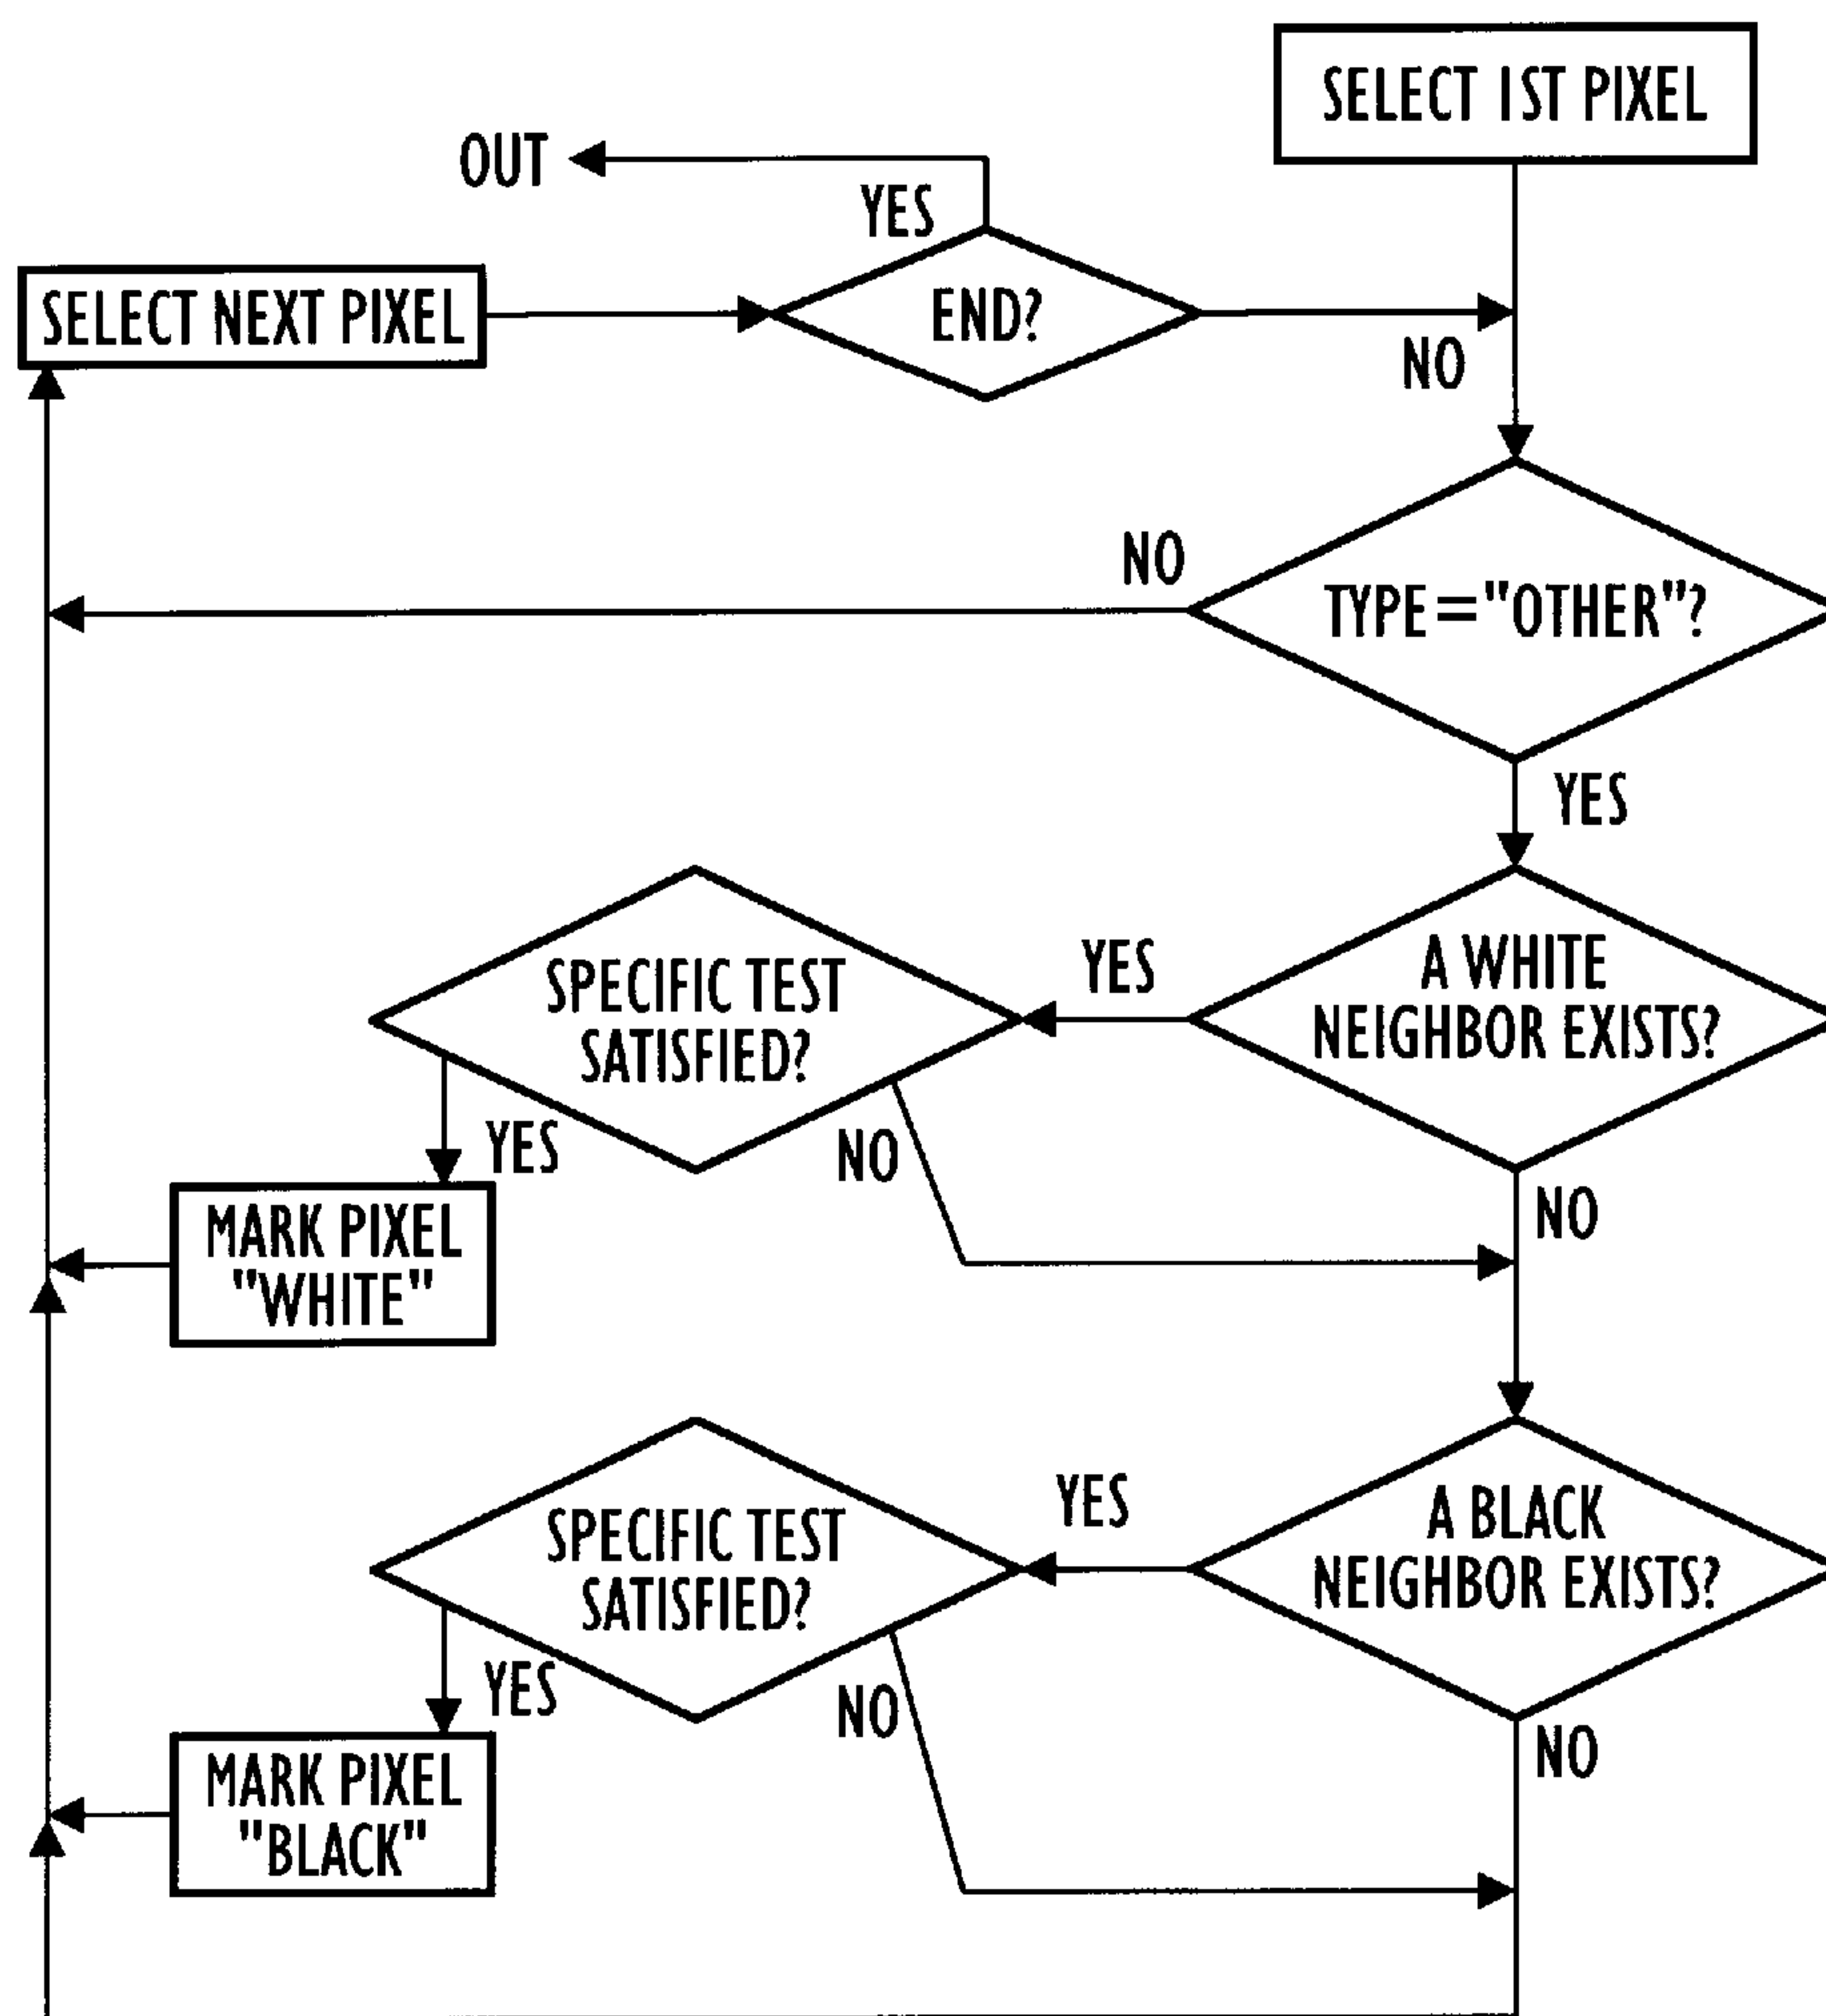 SELECT 1ST PIXEL
OUT
YES
SELECT NEXT PIXEL
END?
NO
NO
TYPE="OTHER"?
YES
SPECIFIC TEST
SATISFIED?
YES
A WHITE
NEIGHBOR EXISTS?
YES
NO
NO
MARK PIXEL
"WHITE"
SPECIFIC TEST
SATISFIED?
YES
A BLACK
NEIGHBOR EXISTS?
YES
NO
NO
MARK PIXEL
"BLACK"